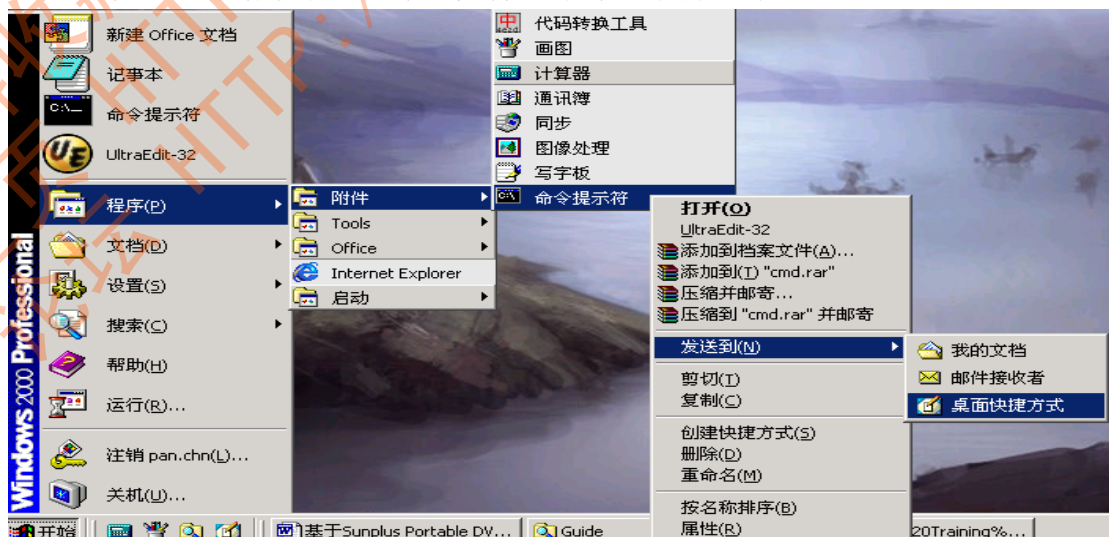 新建 Office 文档
记事本
命令提示符
UltraEdit-32
程序(P)
文档(D)
设置(S)
搜索(C)
帮助(H)
运行(R)...
注销 pan.chn(L)...
关机(U)...
Windows 2000 Professional
附件
Tools
Office
Internet Explorer
启动
代码转换工具
画图
计算器
通讯簿
同步
图像处理
写字板
命令提示符
打开(O)
UltraEdit-32
添加到档案文件(A)...
添加到(T) "cmd.rar"
压缩并邮寄...
压缩到 "cmd.rar" 并邮寄
发送到(N)
剪切(T)
复制(C)
创建快捷方式(S)
删除(D)
重命名(M)
按名称排序(B)
属性(R)
我的文档
邮件接收者
桌面快捷方式
开始
基于Sunplus Portable DV...
Guide
20Training%...
HTTP
HTTP:/